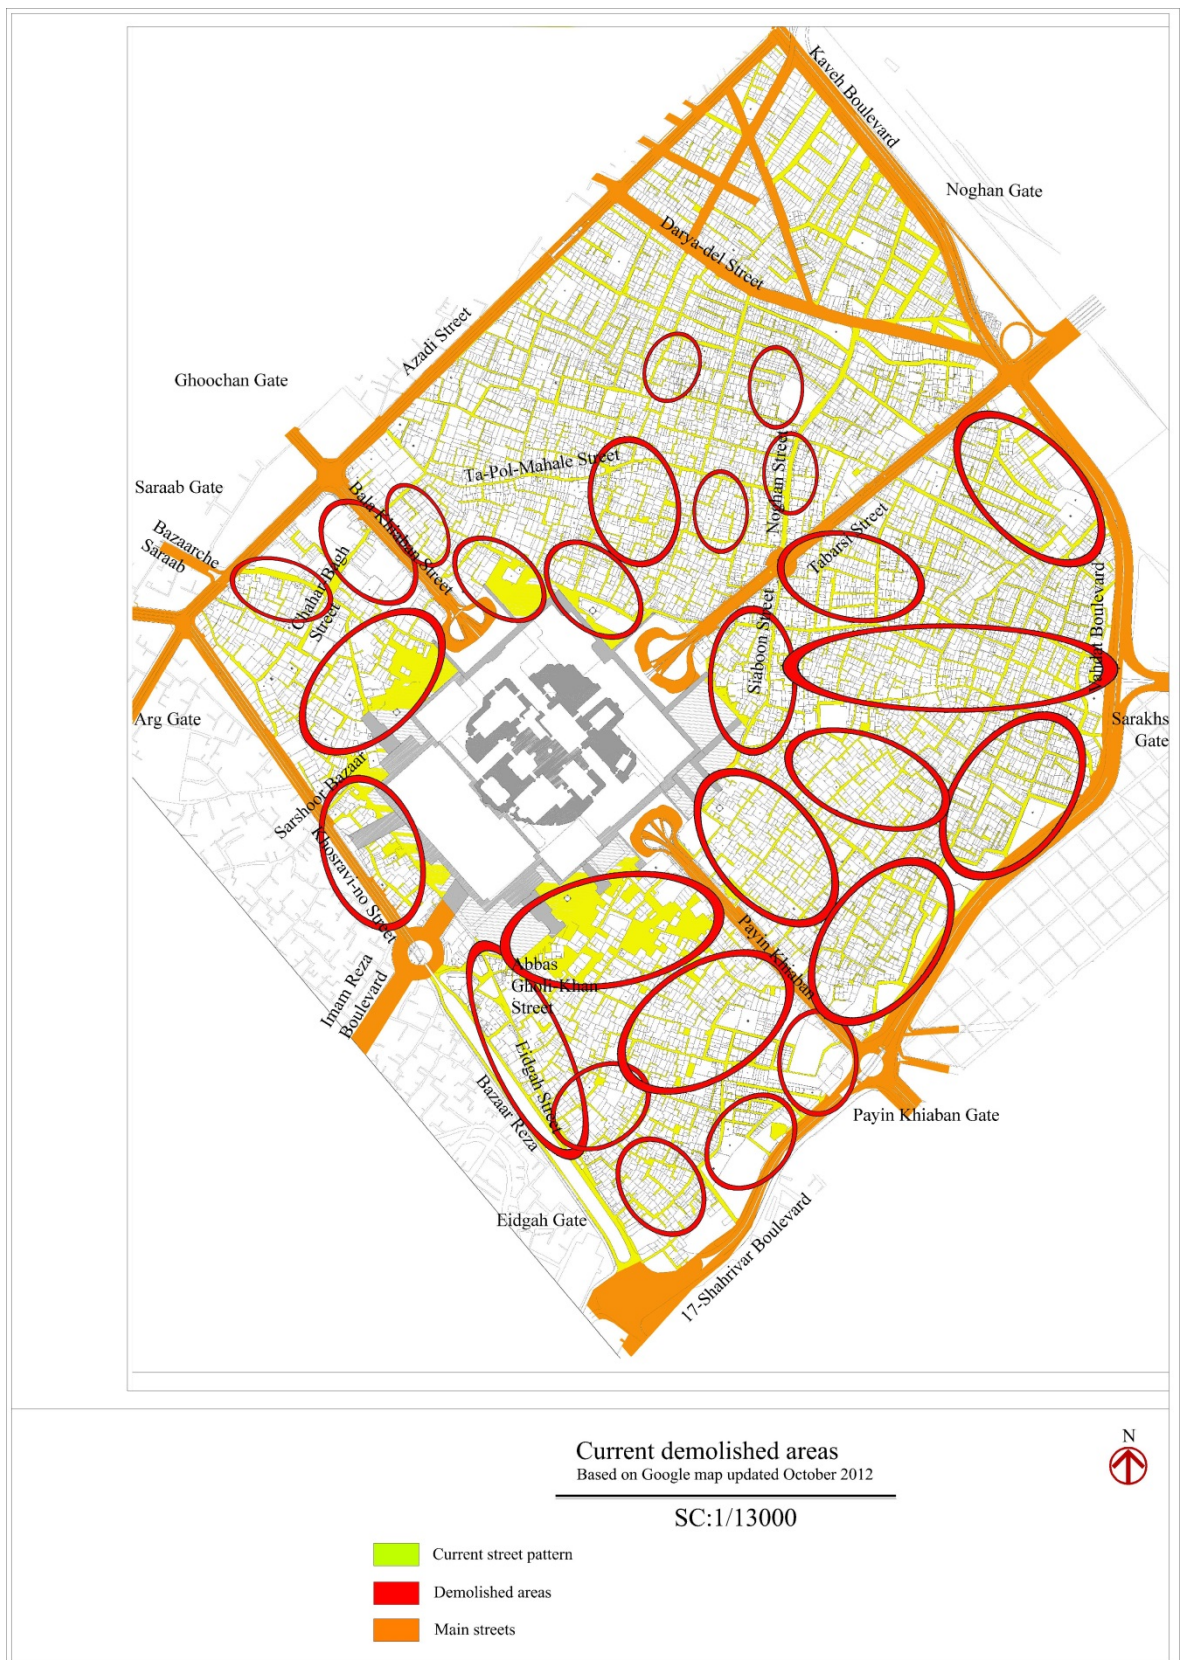 Kaveh Boulevard
Noghan Gate
Darya-del Street
Azadi Street
Ghoochan Gate
Ta-Pol-Mahale Street
Noghan Street
Saraab Gate
Bala Khiaban Street
Bazaarche
Saraab
Tabarsi Street
Chahar-Bagh
Street
Siaboon Street
Vahdat Boulevard
Arg Gate
Sarakhs
Gate
Sarshoor Bazaar
Khosravi-no Street
Payin Khiaban
Abbas
Gholi-Khan
Street
Imam Reza
Boulevard
Eidgah Street
Bazaar Reza
Payin Khiaban Gate
Eidgah Gate
17-Shahrivar Boulevard
Current demolished areas
Based on Google map updated October 2012
N
SC:1/13000
Current street pattern
Demolished areas
Main streets